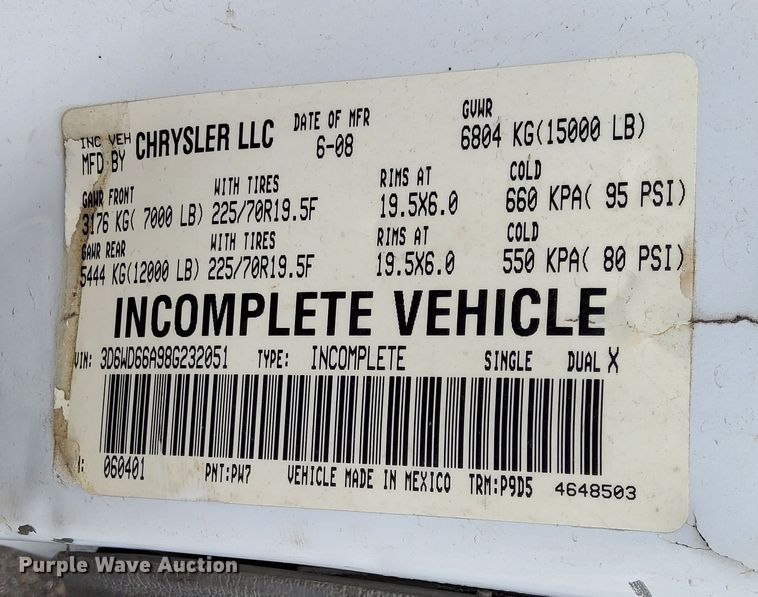 INC VEH
MFD BY CHRYSLER LLC DATE OF MFR 6-08 GVWR 6804 KG(15000 LB)
GAWR FRONT WITH TIRES RIMS AT COLD
3176 KG( 7000 LB) 225/70R19.5F 19.5X6.0 660 KPA( 95 PSI)
GAWR REAR WITH TIRES RIMS AT COLD
5444 KG(12000 LB) 225/70R19.5F 19.5X6.0 550 KPA( 80 PSI)
INCOMPLETE VEHICLE
VIN: 3D6WD66A98G232051 TYPE: INCOMPLETE SINGLE DUAL X
060401 PNT:PW7 VEHICLE MADE IN MEXICO TRM:P9D5 4648503
Purple Wave Auction